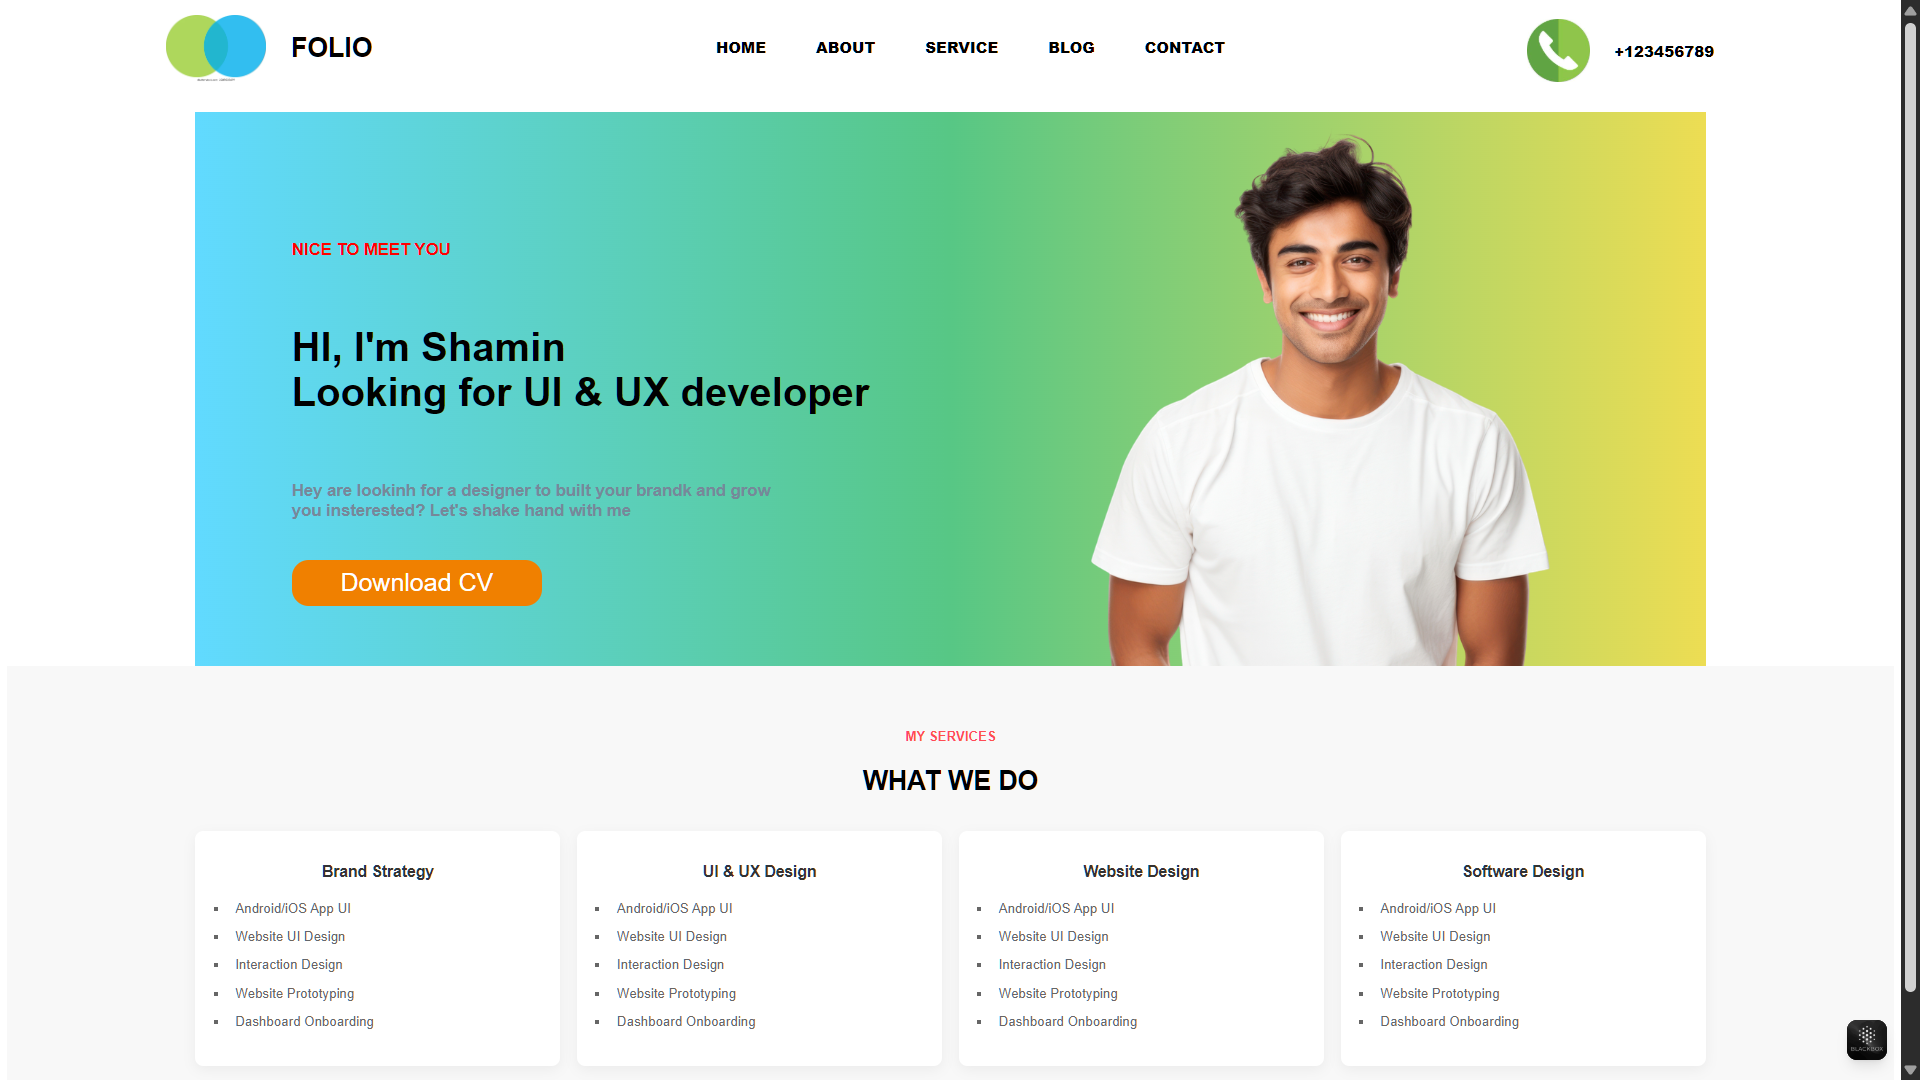 FOLIO
HOME ABOUT SERVICE BLOG CONTACT
+123456789
NICE TO MEET YOU
HI, I'm Shamin
Looking for UI & UX developer
Hey are lookinh for a designer to built your brandk and grow
you insterested? Let's shake hand with me
Download CV
MY SERVICES
WHAT WE DO
Brand Strategy
Android/iOS App UI
Website UI Design
Interaction Design
Website Prototyping
Dashboard Onboarding
UI & UX Design
Android/iOS App UI
Website UI Design
Interaction Design
Website Prototyping
Dashboard Onboarding
Website Design
Android/iOS App UI
Website UI Design
Interaction Design
Website Prototyping
Dashboard Onboarding
Software Design
Android/iOS App UI
Website UI Design
Interaction Design
Website Prototyping
Dashboard Onboarding
BLACKBOX